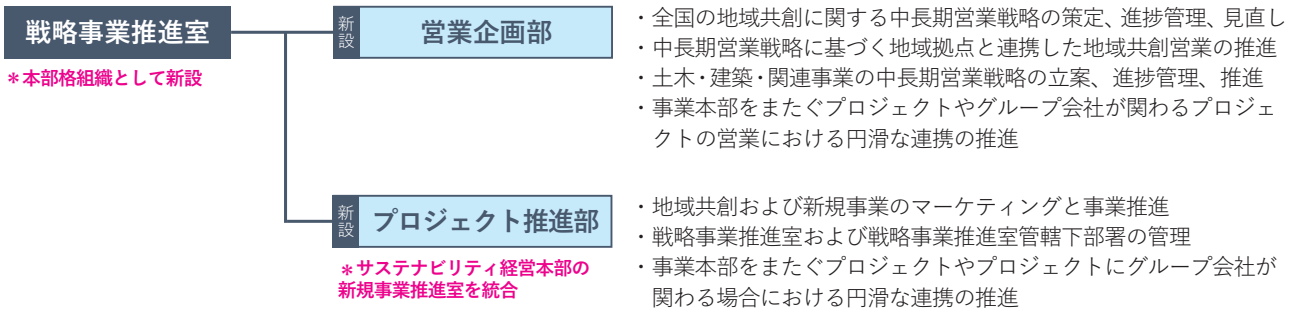 戦略事業推進室
＊本部格組織として新設
新設
営業企画部
・全国の地域共創に関する中長期営業戦略の策定、進捗管理、見直し
・中長期営業戦略に基づく地域拠点と連携した地域共創営業の推進
・土木・建築・関連事業の中長期営業戦略の立案、進捗管理、推進
・事業本部をまたぐプロジェクトやグループ会社が関わるプロジェ
クトの営業における円滑な連携の推進
新設
プロジェクト推進部
＊サステナビリティ経営本部の
新規事業推進室を統合
・地域共創および新規事業のマーケティングと事業推進
・戦略事業推進室および戦略事業推進室管轄下部署の管理
・事業本部をまたぐプロジェクトやプロジェクトにグループ会社が
関わる場合における円滑な連携の推進